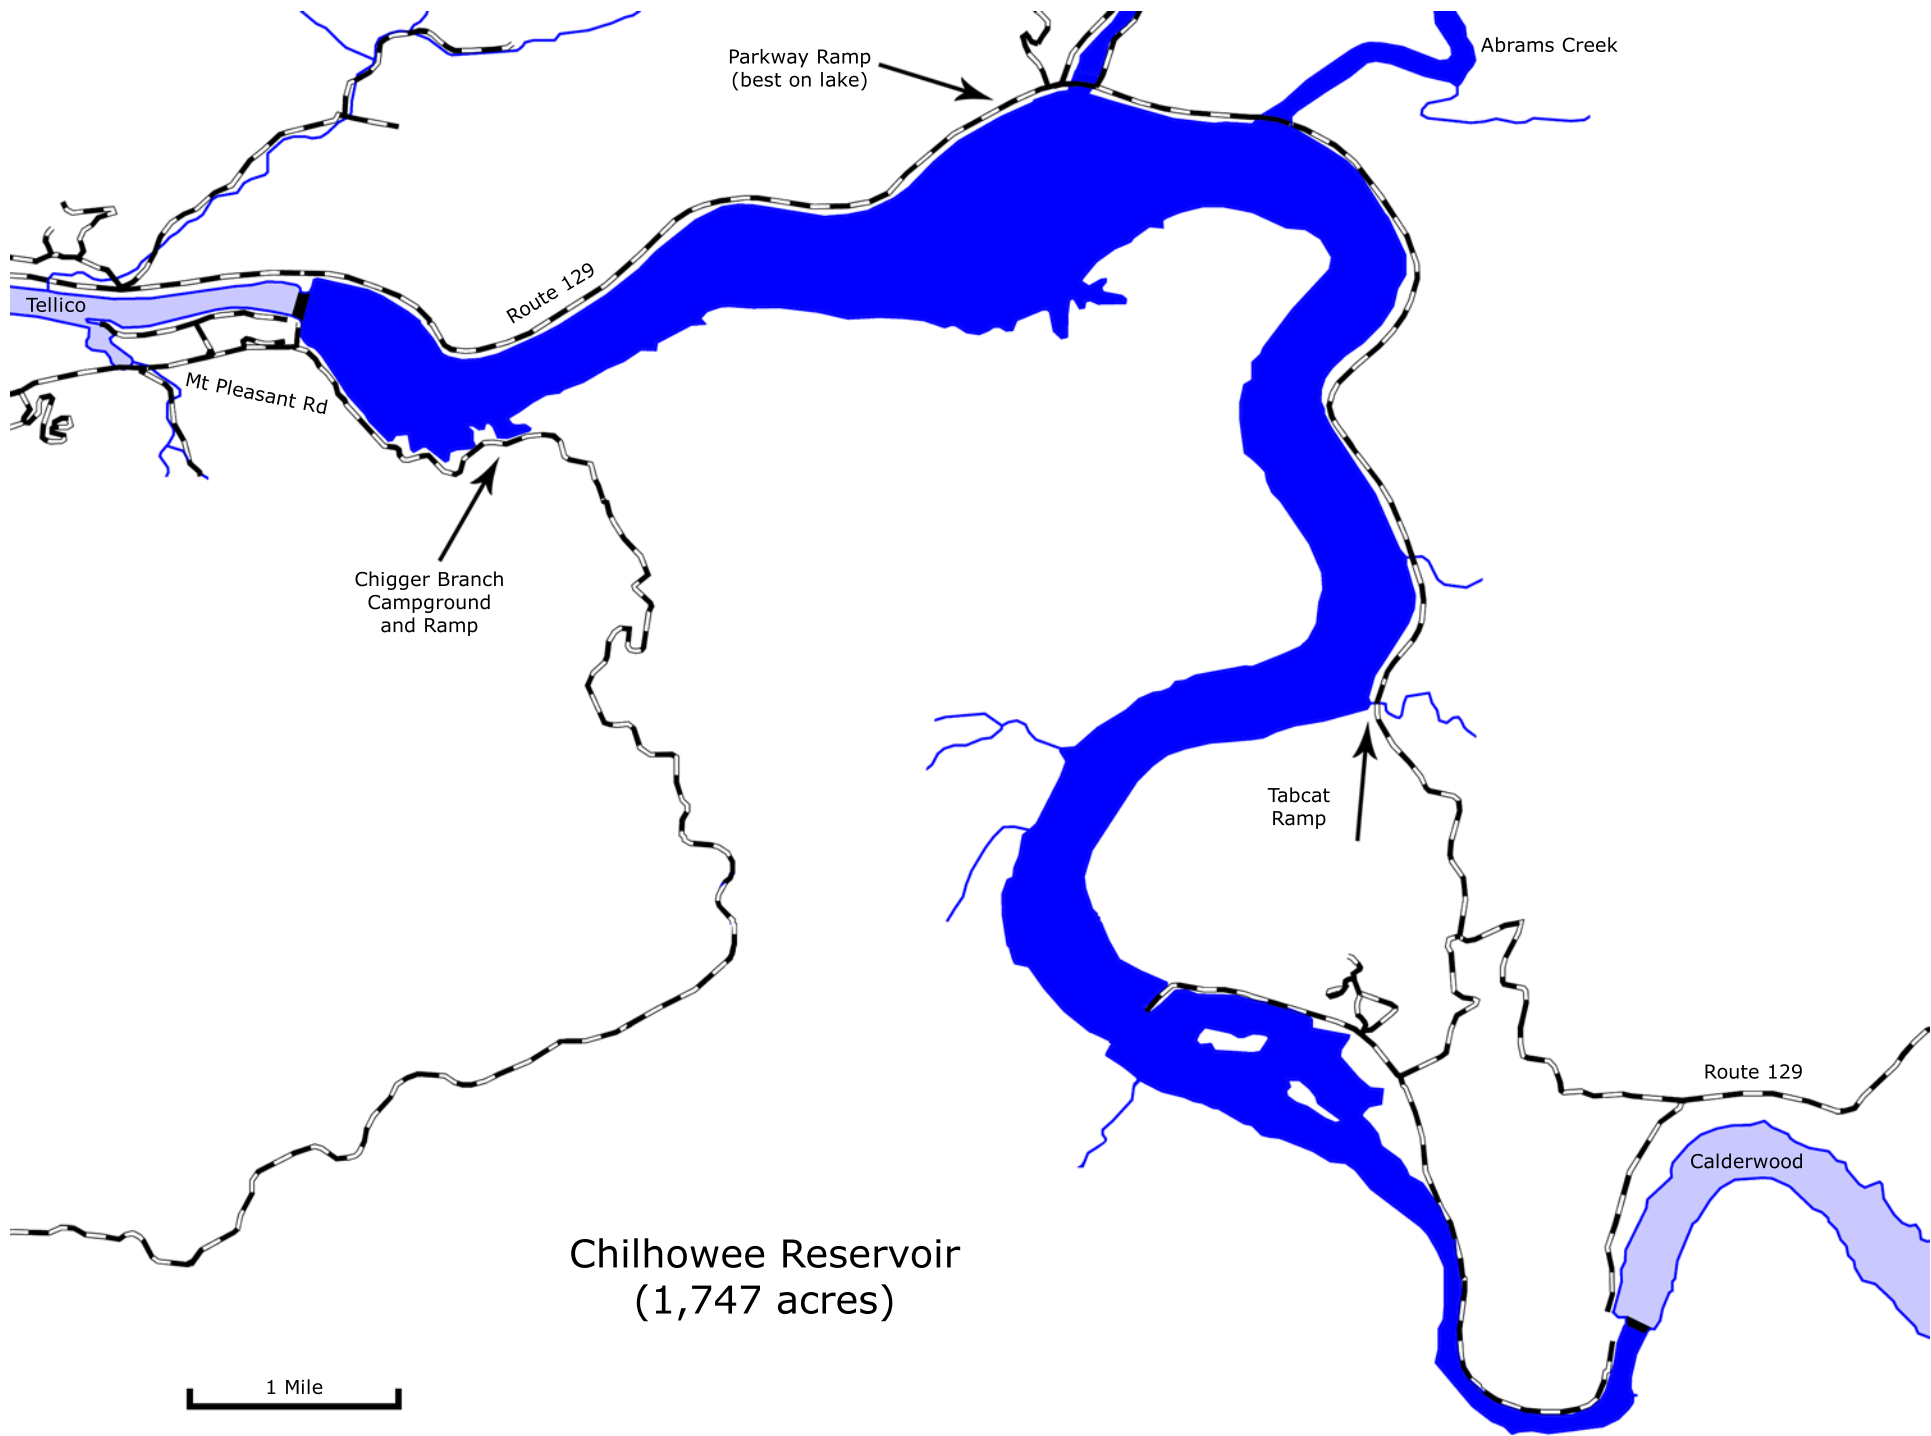 Abrams Creek
Parkway Ramp
(best on lake)
Route 129
Tellico
Mt Pleasant Rd
Chigger Branch
Campground
and Ramp
Tabcat
Ramp
Route 129
Calderwood
Chilhowee Reservoir
(1,747 acres)
1 Mile